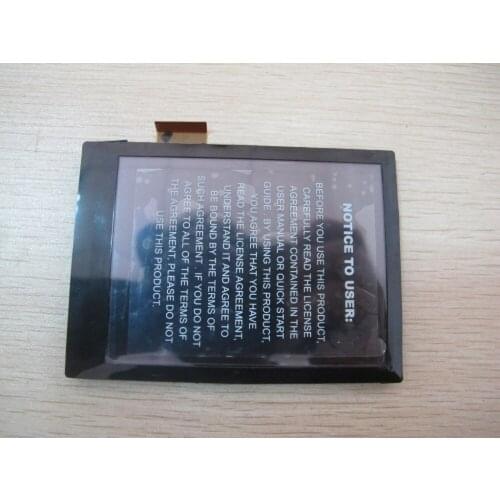 NOTICE TO USER:
BEFORE YOU USE THIS PRODUCT,
CAREFULLY READ THE LICENSE
AGREEMENT CONTAINED IN THE
USER MANUAL OR QUICK START
GUIDE. BY USING THIS PRODUCT,
YOU AGREE THAT YOU HAVE
READ THE LICENSE AGREEMENT,
UNDERSTAND IT AND AGREE TO
BE BOUND BY THE TERMS OF
SUCH AGREEMENT. IF YOU DO NOT
AGREE TO ALL OF THE TERMS OF
THE AGREEMENT, PLEASE DO NOT
USE THIS PRODUCT.